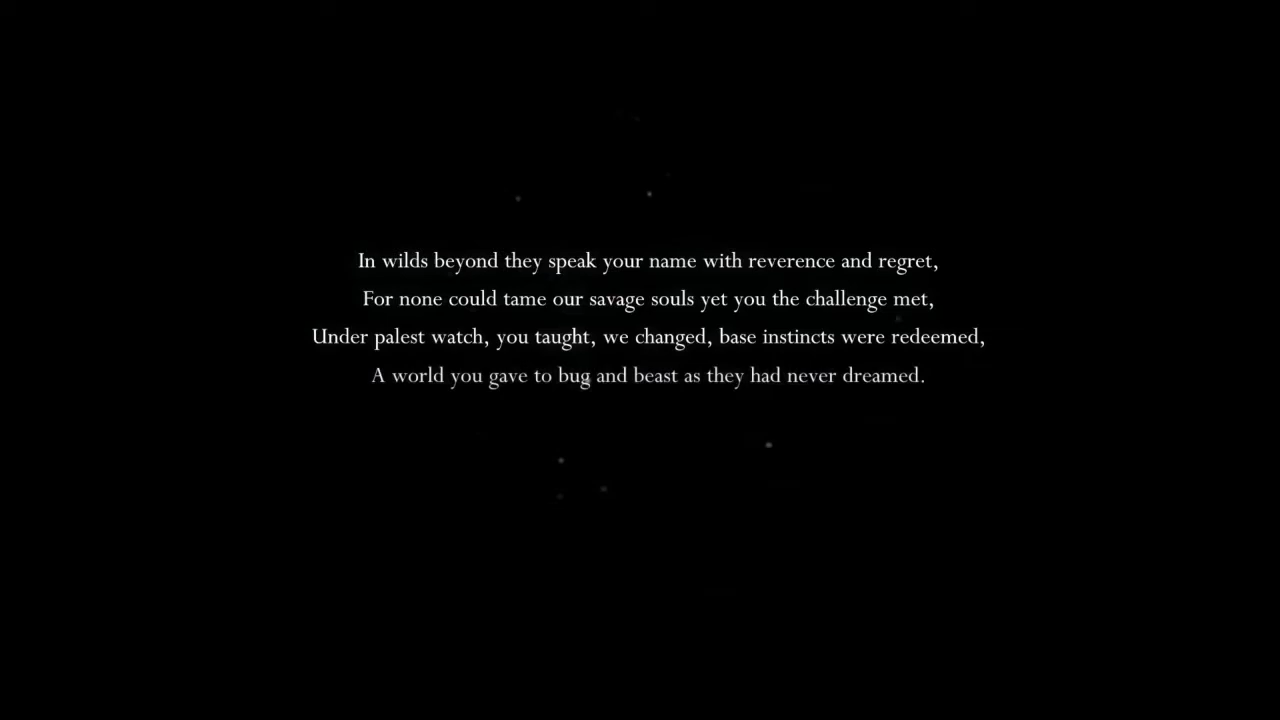 In wilds beyond they speak your name with reverence and regret,
For none could tame our savage souls yet you the challenge met,
Under palest watch, you taught, we changed, base instincts were redeemed,
A world you gave to bug and beast as they had never dreamed.